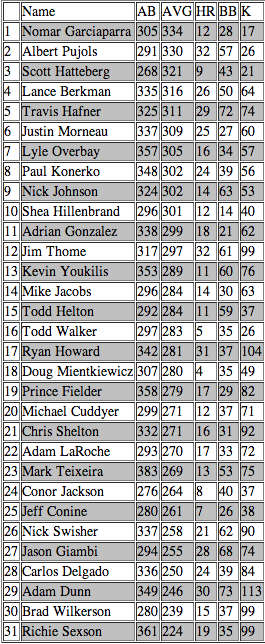 Name AB AVG HR BB K
1 Nomar Garciaparra 305 334 12 28 17
2 Albert Pujols 291 330 32 57 26
3 Scott Hatteberg 268 321 9 43 21
4 Lance Berkman 335 316 26 50 64
5 Travis Hafner 325 311 29 72 74
6 Justin Morneau 337 309 25 27 60
7 Lyle Overbay 357 305 16 34 57
8 Paul Konerko 348 302 24 39 56
9 Nick Johnson 324 302 14 63 53
10 Shea Hillenbrand 296 301 12 14 40
11 Adrian Gonzalez 338 299 18 21 62
12 Jim Thome 317 297 32 61 99
13 Kevin Youkilis 353 289 11 60 76
14 Mike Jacobs 296 284 14 30 63
15 Todd Helton 292 284 11 59 37
16 Todd Walker 297 283 5 35 26
17 Ryan Howard 342 281 31 37 104
18 Doug Mientkiewicz 307 280 4 35 49
19 Prince Fielder 358 279 17 29 82
20 Michael Cuddyer 299 271 12 37 71
21 Chris Shelton 332 271 16 31 92
22 Adam LaRoche 293 270 17 33 72
23 Mark Teixeira 383 269 13 53 75
24 Conor Jackson 276 264 8 40 37
25 Jeff Conine 280 261 7 26 38
26 Nick Swisher 337 258 21 62 90
27 Jason Giambi 294 255 28 68 74
28 Carlos Delgado 336 250 24 39 84
29 Adam Dunn 349 246 30 73 113
30 Brad Wilkerson 280 239 15 37 99
31 Richie Sexson 361 224 19 35 99